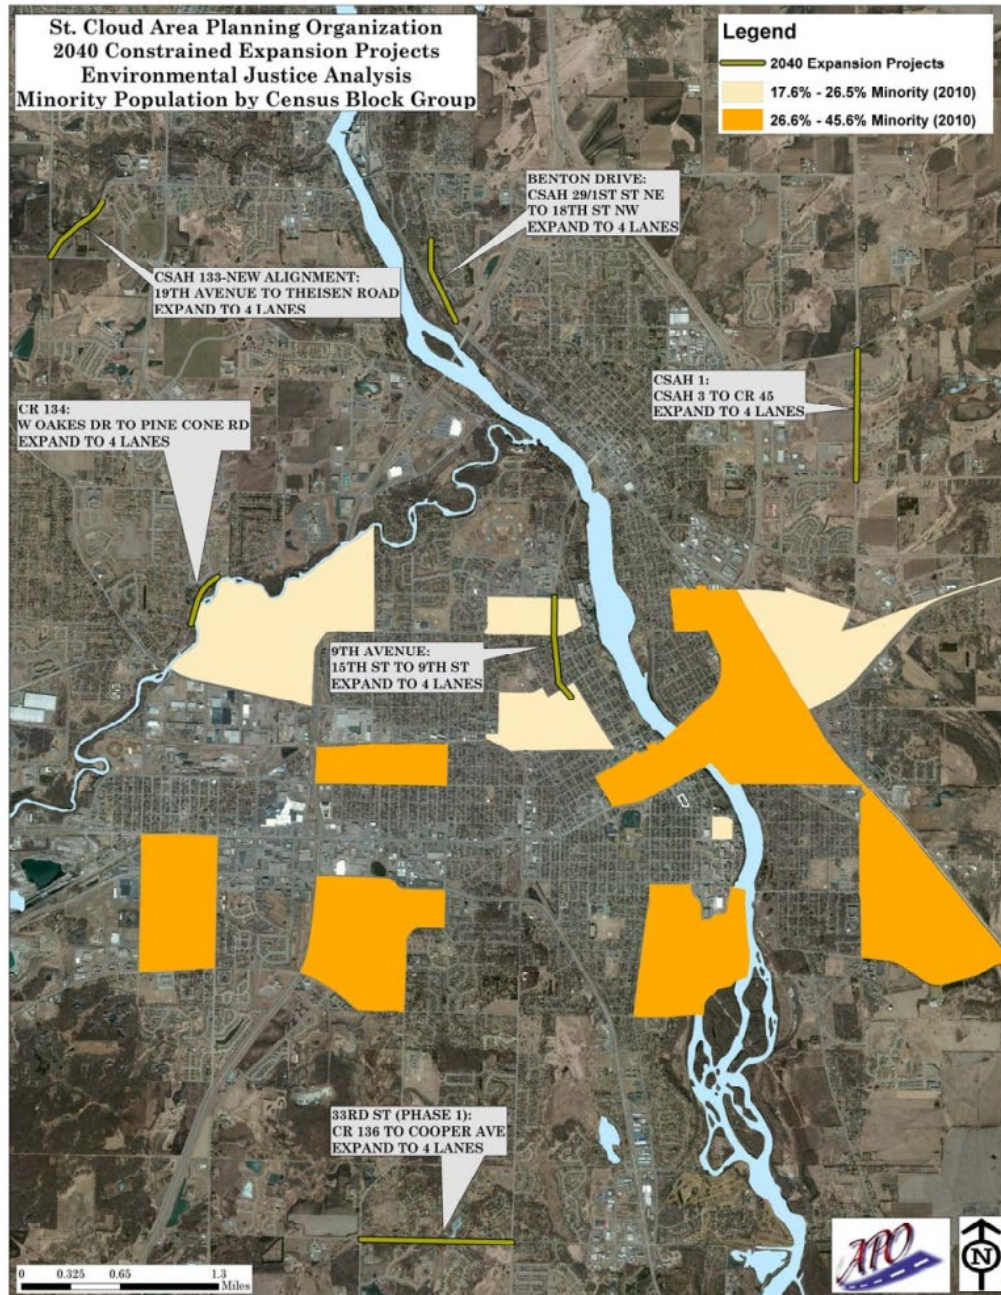 St. Cloud Area Planning Organization
2040 Constrained Expansion Projects
Environmental Justice Analysis
Minority Population by Census Block Group
Legend
2040 Expansion Projects
17.6% - 26.5% Minority (2010)
26.6% - 45.6% Minority (2010)
BENTON DRIVE:
CSAH 29/1ST ST NE
TO 18TH ST NW
EXPAND TO 4 LANES
CSAH 133-NEW ALIGNMENT:
19TH AVENUE TO THEISEN ROAD
EXPAND TO 4 LANES
CSAH 1:
CSAH 3 TO CR 45
EXPAND TO 4 LANES
CR 134:
W OAKES DR TO PINE CONE RD
EXPAND TO 4 LANES
9TH AVENUE:
15TH ST TO 9TH ST
EXPAND TO 4 LANES
33RD ST (PHASE 1):
CR 136 TO COOPER AVE
EXPAND TO 4 LANES
0 0.325 0.65 1.3
Miles
APO
N